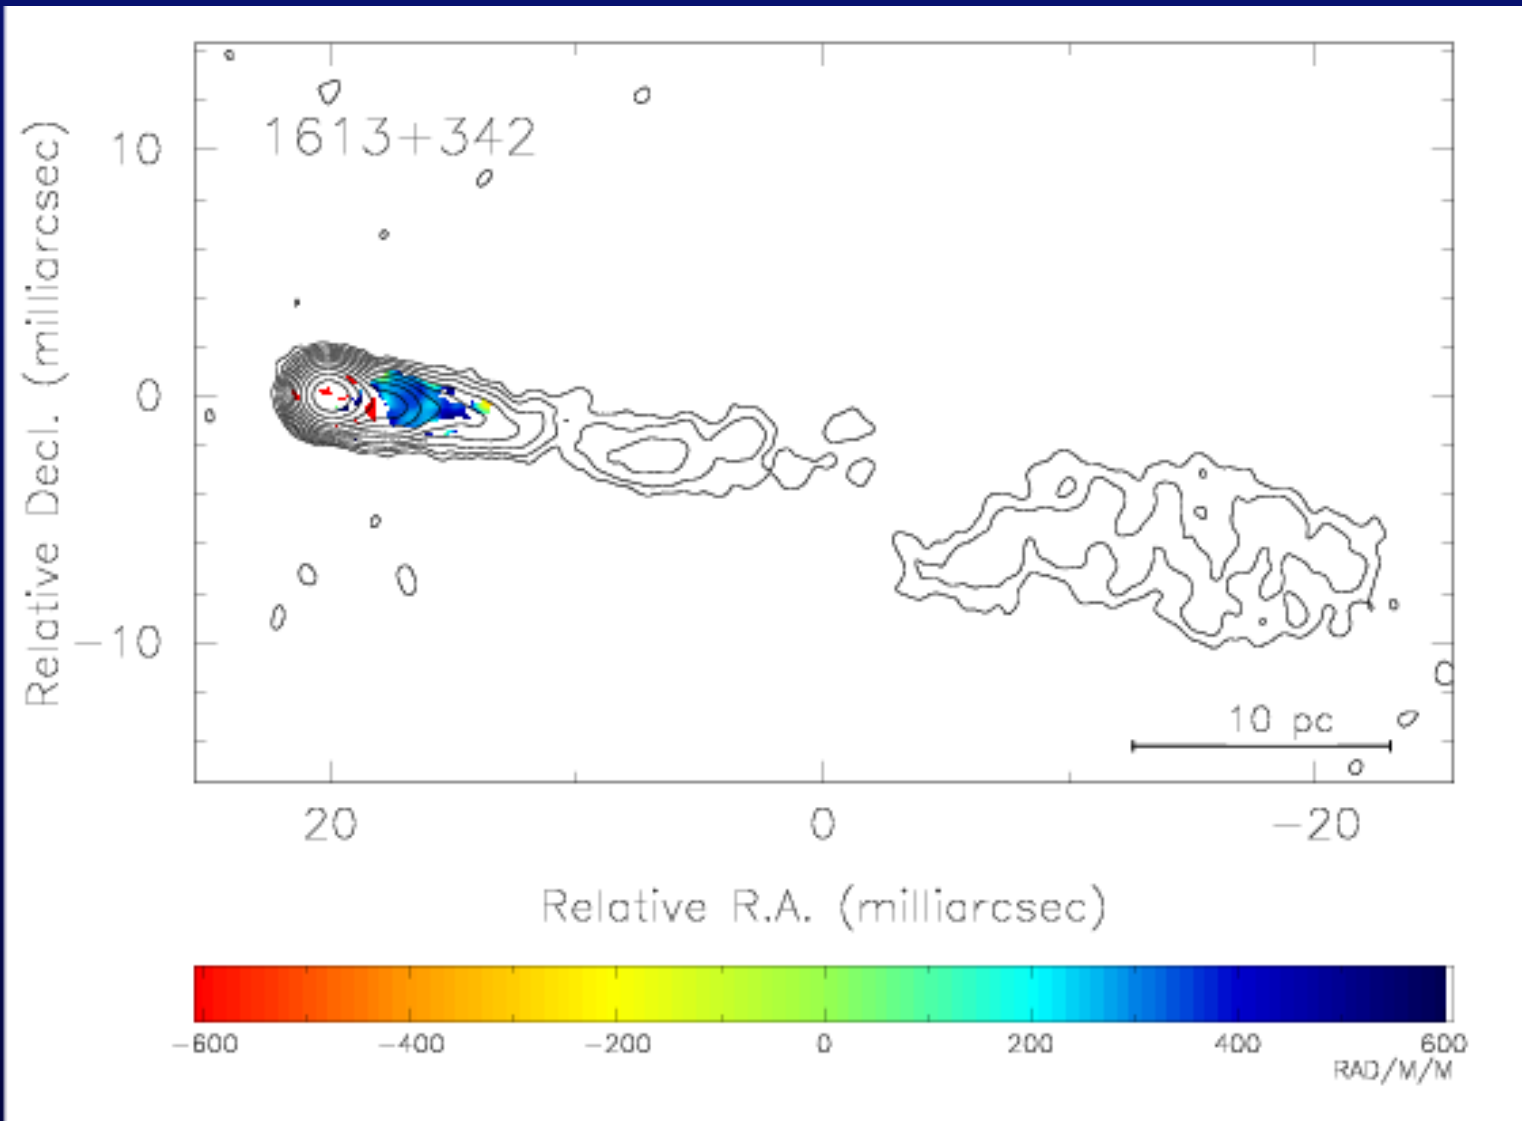 1613+342
10
0
−10
Relative Decl. (milliarcsec)
10 pc
20 0 −20
Relative R.A. (milliarcsec)
−600 −400 −200 0 200 400 600
RAD/M/M